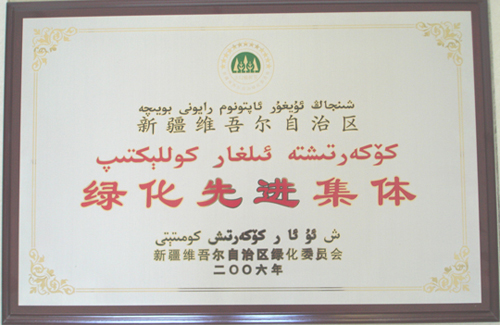 شىنجاڭ ئۇيغۇر ئاپتونوم رايونى بويىچە
新疆维吾尔自治区
كۆكەرتىشتە ئىلغار كوللېكتىپ
绿化先进集体
ش ئۇ ئا ر كۆكەرتىش كومىتېتى
新疆维吾尔自治区绿化委员会
二〇〇六年